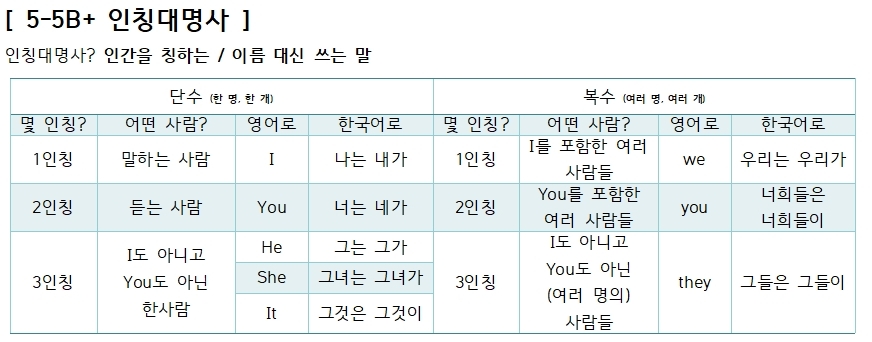 [ 5-5B+ 인칭대명사 ]
인칭대명사? 인간을 칭하는 / 이름 대신 쓰는 말
단수 (한 명, 한 개) 복수 (여러 명, 여러 개)
몇 인칭? 어떤 사람? 영어로 한국어로 몇 인칭? 어떤 사람? 영어로 한국어로
1인칭 말하는 사람 I 나는 내가 1인칭 I를 포함한 여러
사람들 we 우리는 우리가
2인칭 듣는 사람 You 너는 네가 2인칭 You를 포함한
여러 사람들 you 너희들은
너희들이
3인칭 I도 아니고
You도 아닌
한사람
He 그는 그가
She 그녀는 그녀가
It 그것은 그것이
3인칭 I도 아니고
You도 아닌
(여러 명의)
사람들
they 그들은 그들이